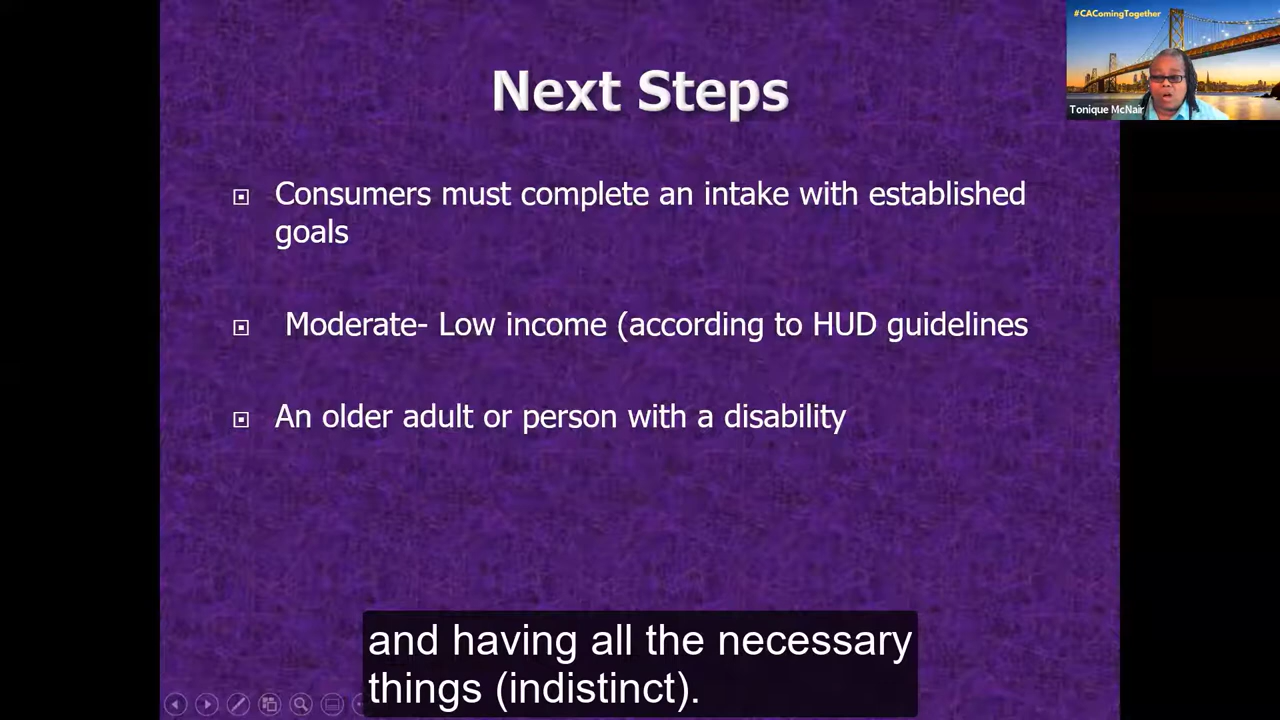 #CAComingTogether
Tonique McNair
Next Steps
Consumers must complete an intake with established
goals
Moderate- Low income (according to HUD guidelines
An older adult or person with a disability
and having all the necessary
things (indistinct).